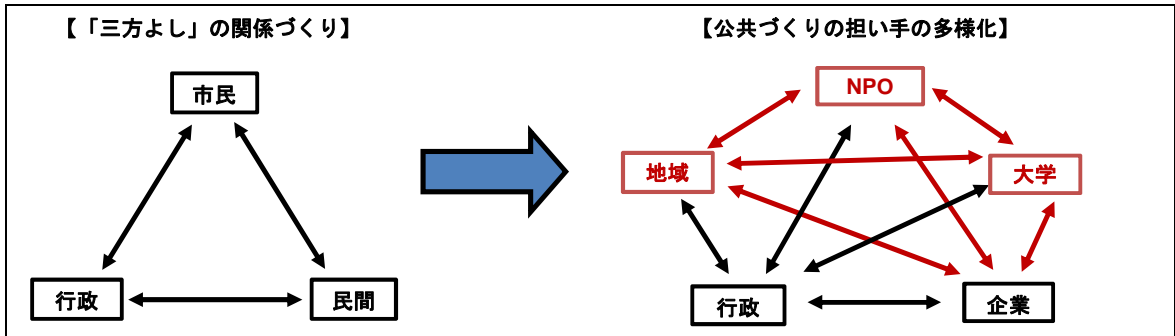 【「三方よし」の関係づくり】
市民
行政
民間
【公共づくりの担い手の多様化】
NPO
地域
大学
行政
企業